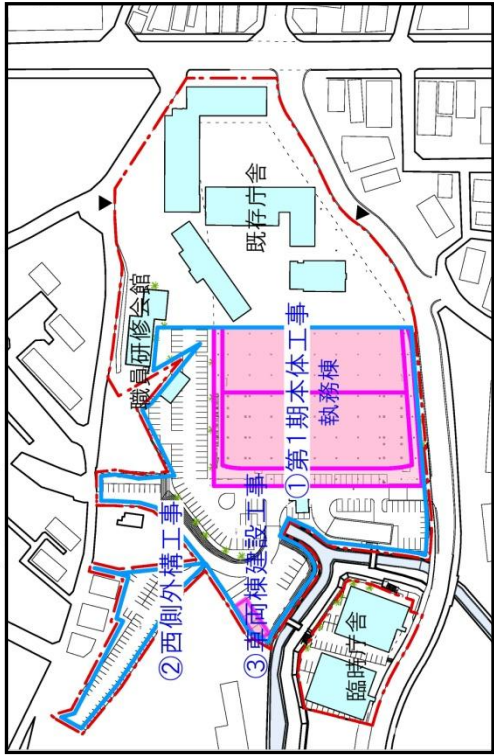 既存庁舎
職員研修会館
①第1期本体工事
執務棟
②西側外構工事
③車両棟建設工事
臨時庁舎